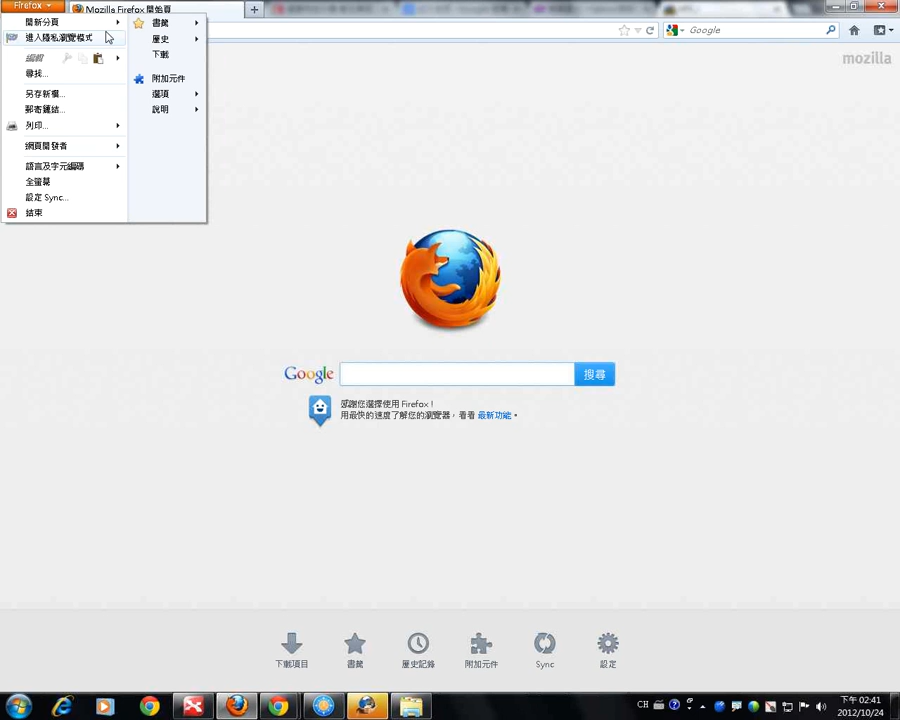 Firefox
Mozilla Firefox 開始頁
開新分頁
進入隱私瀏覽模式
編輯
尋找...
另存新檔...
郵寄鏈結...
列印...
網頁開發者
語言及字元編碼
全螢幕
設定 Sync...
結束
書籤
歷史
下載
附加元件
選項
說明
Google
mozilla
Google
搜尋
感謝您選擇使用 Firefox！
用最快的速度了解您的瀏覽器，看看 最新功能。
下載項目
書籤
歷史記錄
附加元件
Sync
設定
CH
下午 02:41
2012/10/24